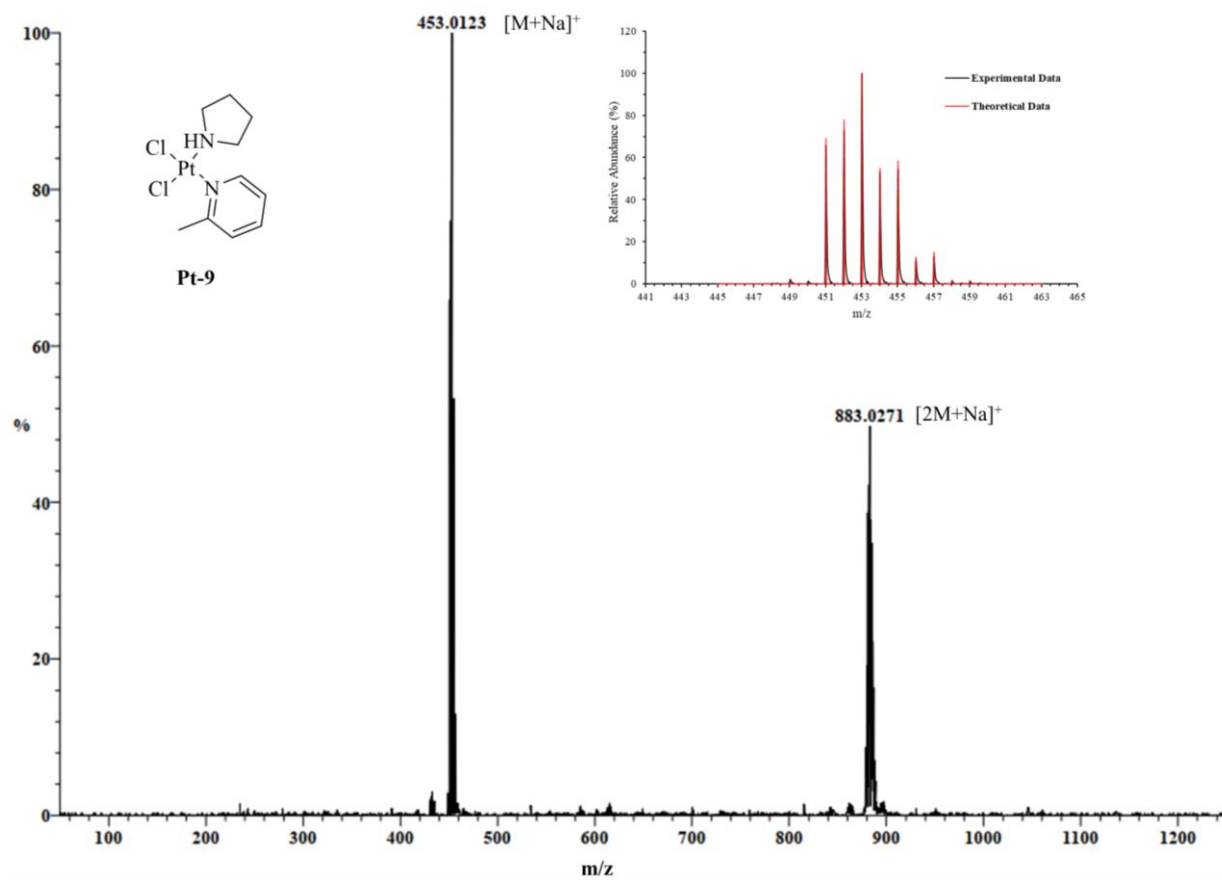 453.0123 [M+Na]⁺
Cl
Cl
Pt
HN
N
Pt-9
Experimental Data
Theoretical Data
Relative Abundance (%)
120
100
80
60
40
20
0
441 443 445 447 449 451 453 455 457 459 461 463 465
m/z
883.0271 [2M+Na]⁺
100
80
60
%
40
20
0
100 200 300 400 500 600 700 800 900 1000 1100 1200
m/z